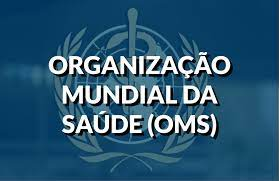 ORGANIZAÇÃO
MUNDIAL DA
SAÚDE (OMS)